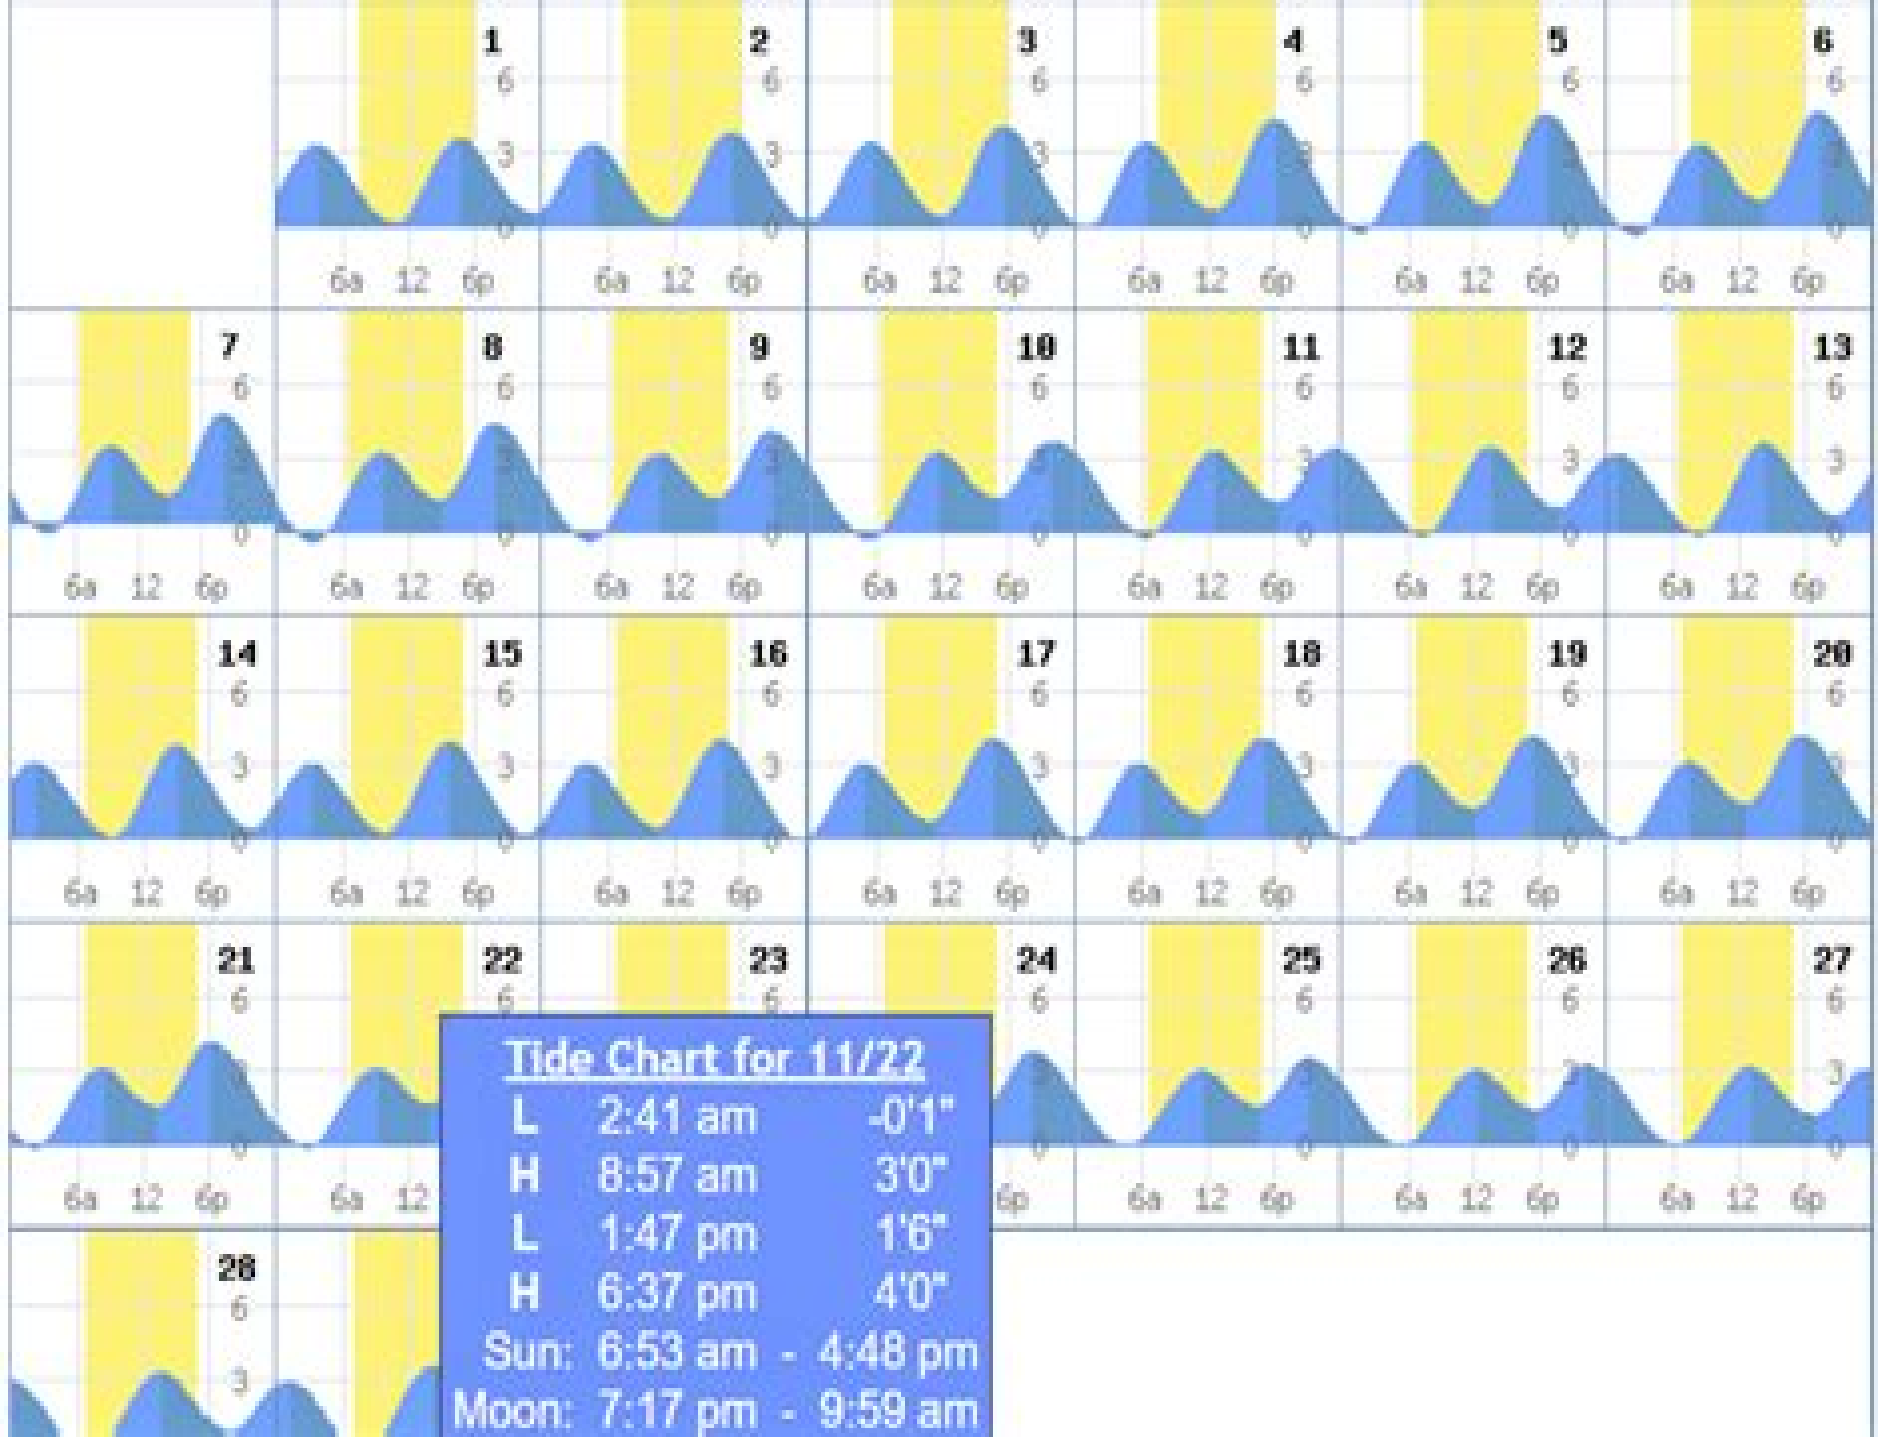 1 2 3 4 5 6
6 6 6 6 6 6
3 3 3 3
0 0 0 0 0 0
6a 12 6p 6a 12 6p 6a 12 6p 6a 12 6p 6a 12 6p 6a 12 6p
7 8 9 10 11 12 13
6 6 6 6 6 6 6
3 3 3
0 0 0 0 0 0 0
6a 12 6p 6a 12 6p 6a 12 6p 6a 12 6p 6a 12 6p 6a 12 6p 6a 12 6p
14 15 16 17 18 19 20
6 6 6 6 6 6 6
3 3 3 3 3 3 3
0 0 0 0 0 0 0
6a 12 6p 6a 12 6p 6a 12 6p 6a 12 6p 6a 12 6p 6a 12 6p 6a 12 6p
21 22 23 24 25 26 27
6 6 6 6 6 6 6
3 3 3 3
0 0 0 0 0
6a 12 6p 6a 12 6p 6a 12 6p 6a 12 6p 6a 12 6p
28
6
3
Tide Chart for 11/22
L 2:41 am -0'1"
H 8:57 am 3'0"
L 1:47 pm 1'6"
H 6:37 pm 4'0"
Sun: 6:53 am - 4:48 pm
Moon: 7:17 pm - 9:59 am